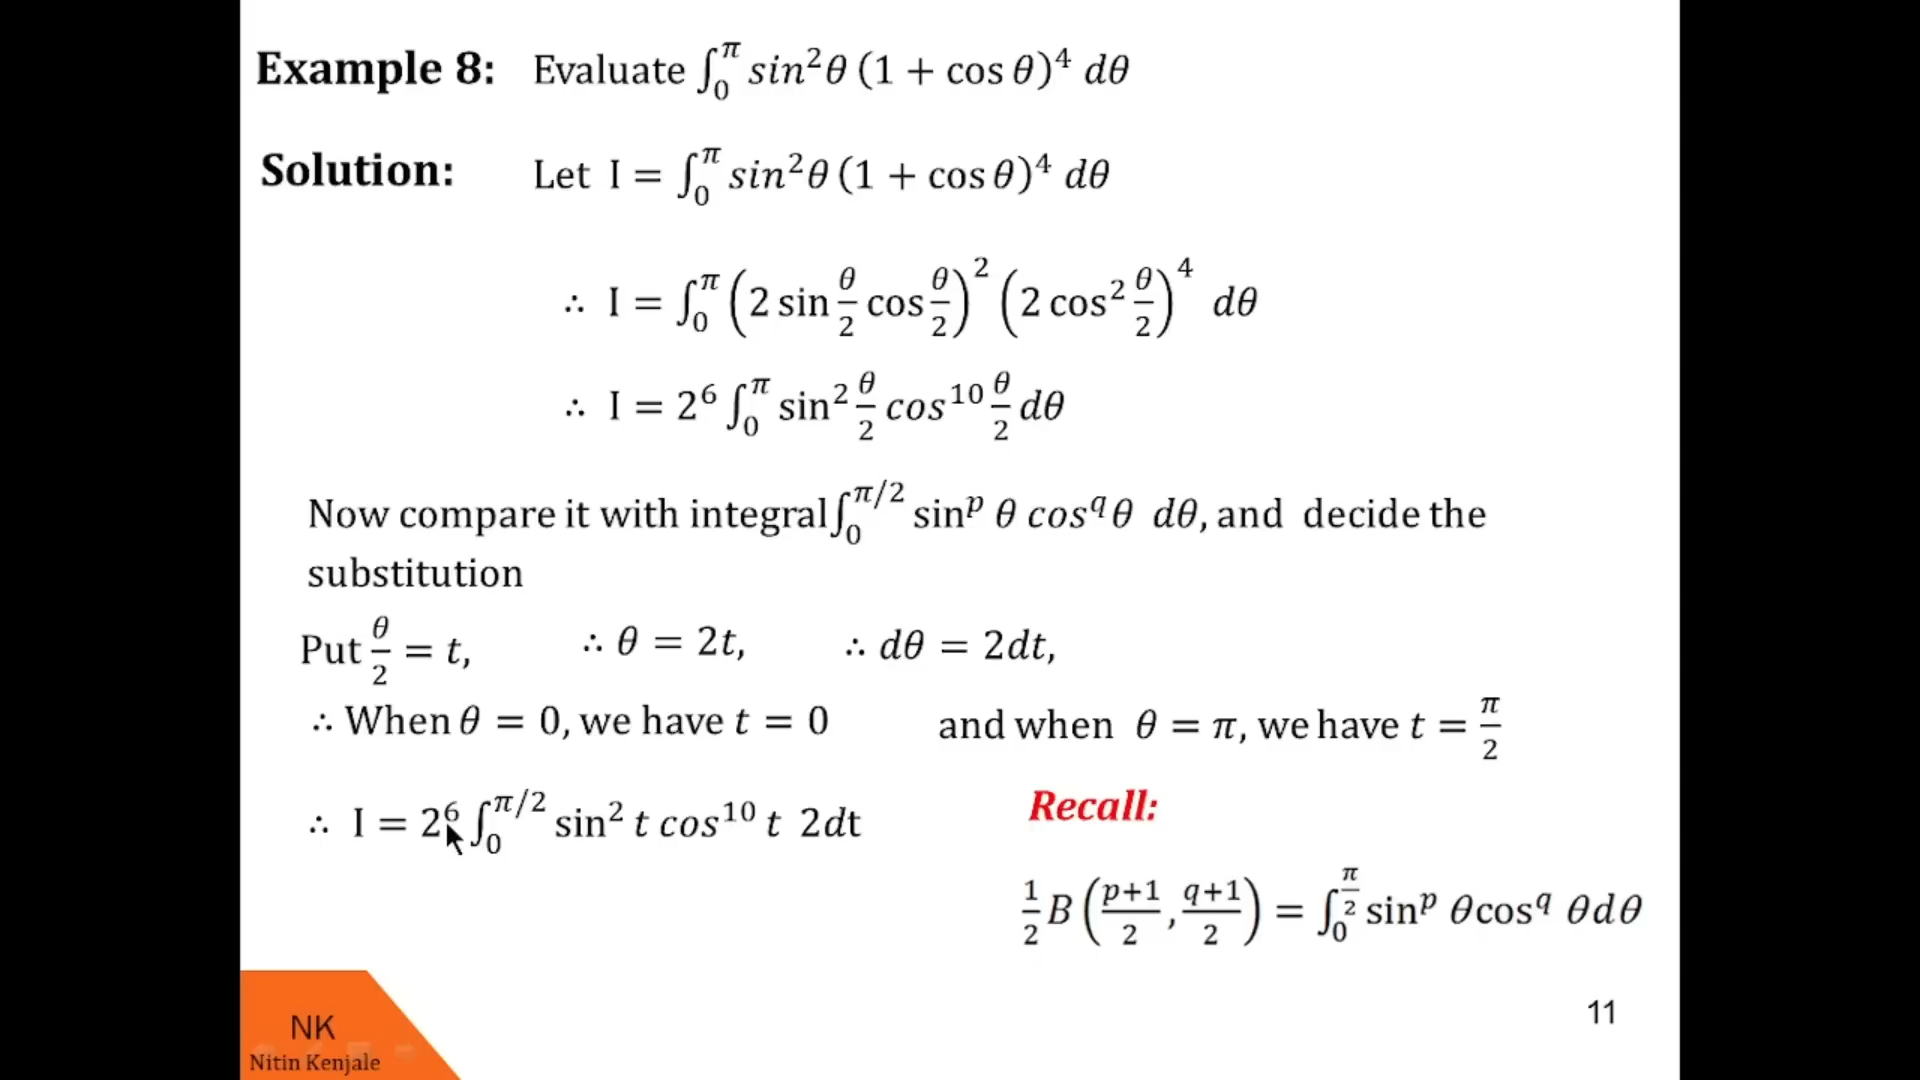 Example 8: Evaluate ∫₀^π sin²θ (1 + cos θ)⁴ dθ
Solution: Let I = ∫₀^π sin²θ (1 + cos θ)⁴ dθ
∴ I = ∫₀^π (2 sin θ/2 cos θ/2)² (2 cos² θ/2)⁴ dθ
∴ I = 2⁶ ∫₀^π sin² θ/2 cos¹⁰ θ/2 dθ
Now compare it with integral ∫₀^(π/2) sin^p θ cos^q θ dθ, and decide the
substitution
Put θ/2 = t, ∴ θ = 2t, ∴ dθ = 2dt,
∴ When θ = 0, we have t = 0 and when θ = π, we have t = π/2
∴ I = 2⁶ ∫₀^(π/2) sin² t cos¹⁰ t 2dt
Recall:
1/2 B((p+1)/2, (q+1)/2) = ∫₀^(π/2) sin^p θcos^q θdθ
NK
Nitin Kenjale
11